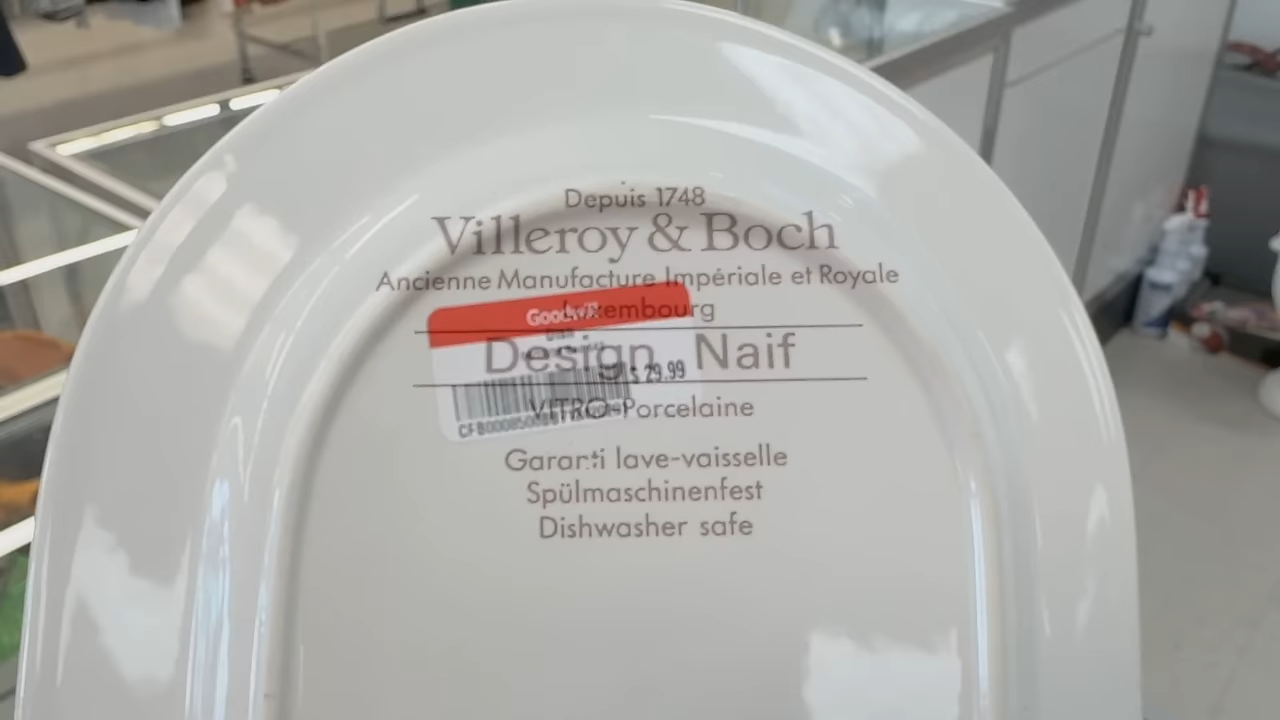 Depuis 1748
Villeroy & Boch
Ancienne Manufacture Impériale et Royale
Luxembourg
Goodwill
Design Naif
$ 29.99
VITRO-Porcelaine
Garanti lave-vaisselle
Spülmaschinenfest
Dishwasher safe